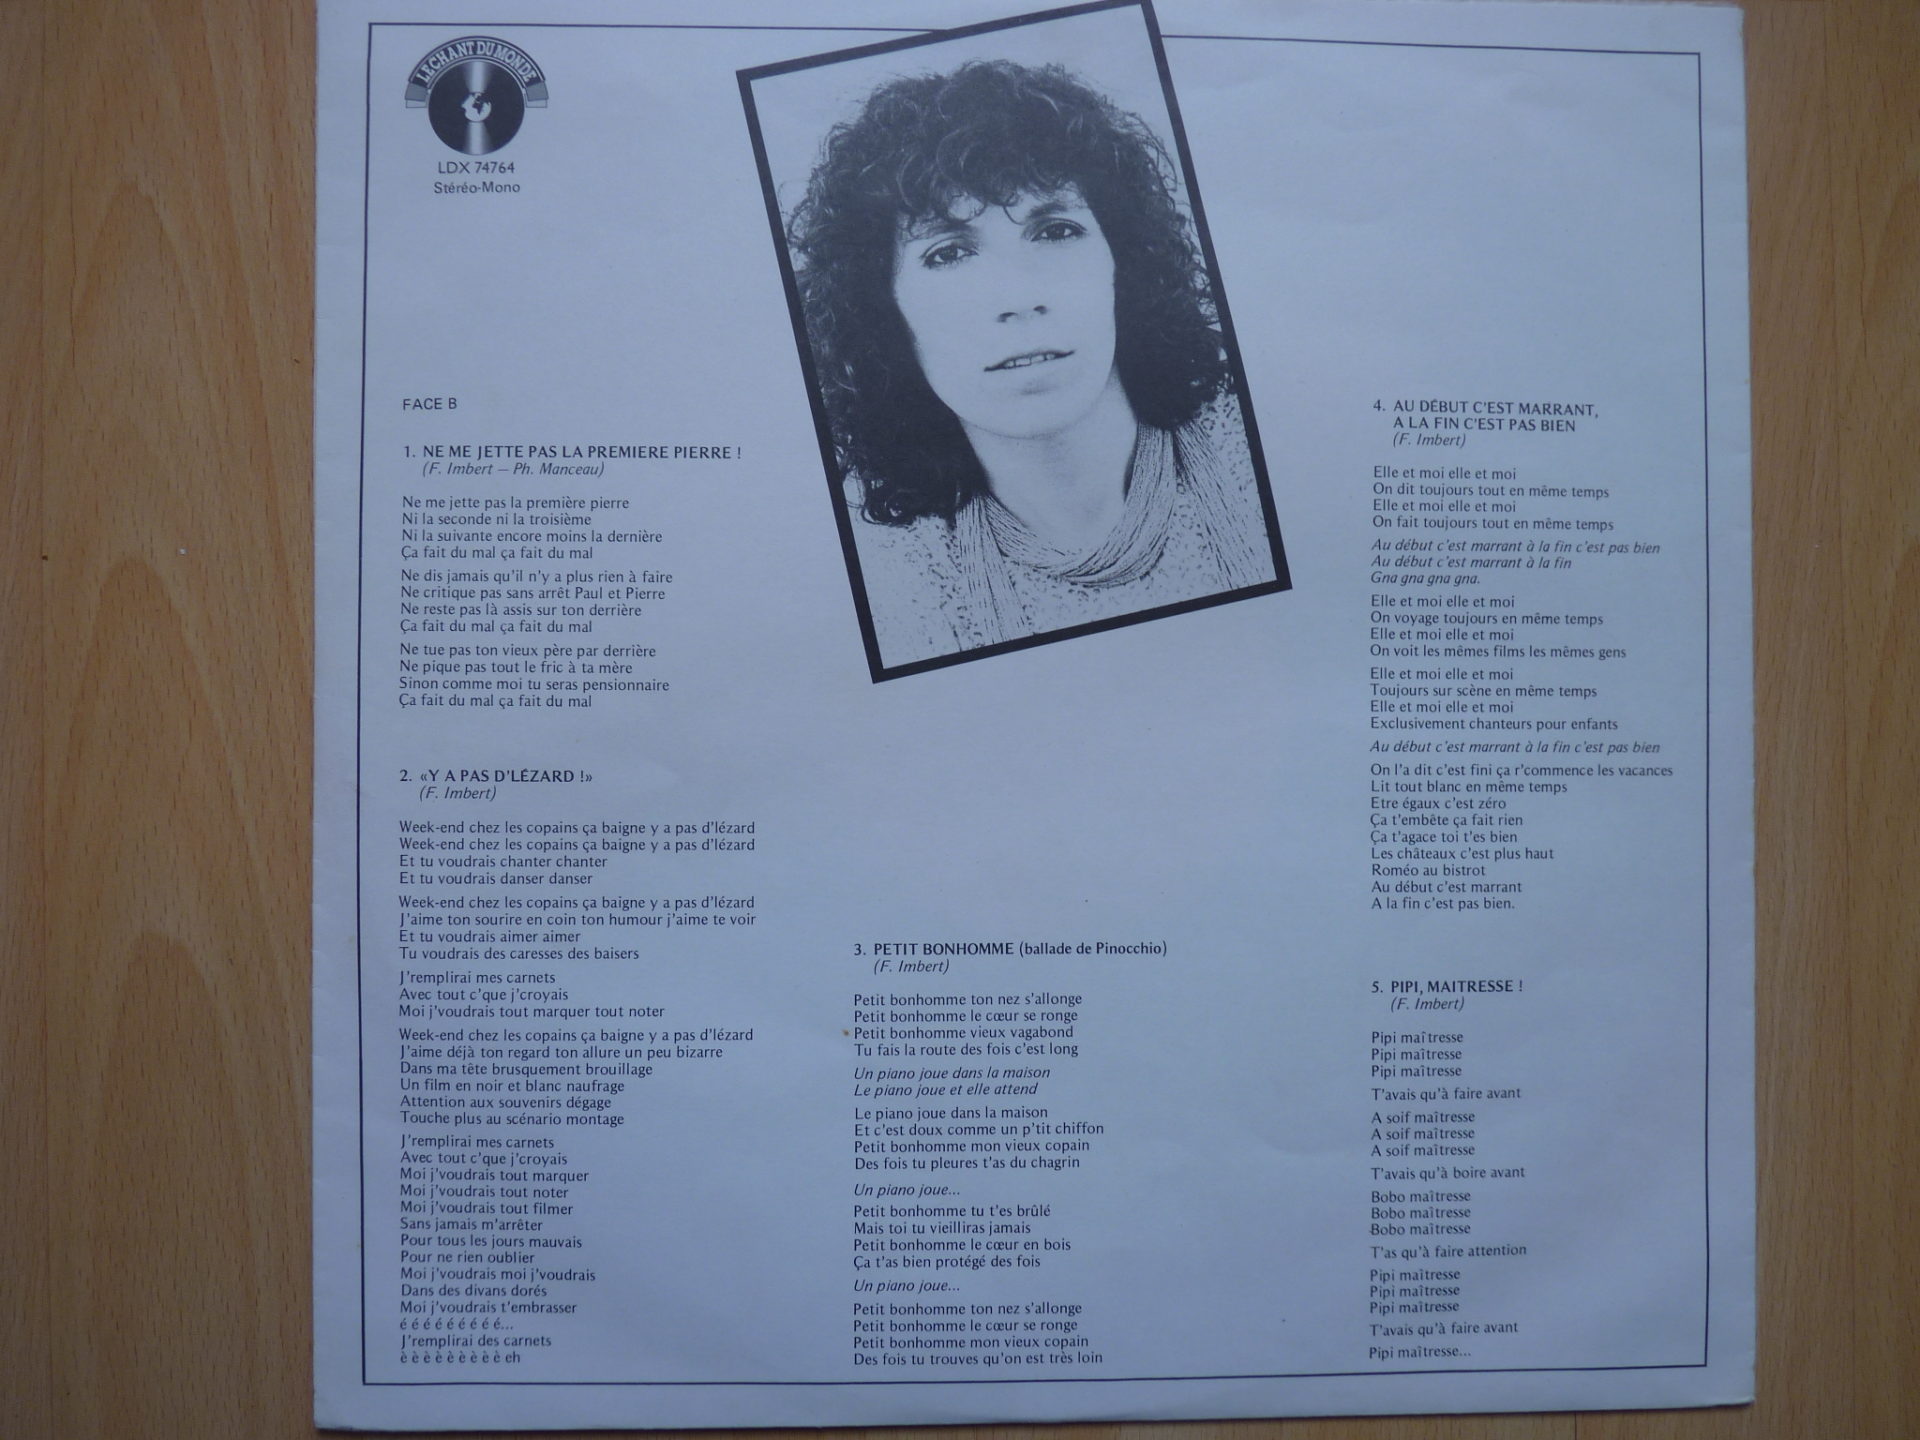 LE CHANT DU MONDE
LDX 74764
Stéréo-Mono
FACE B
1. NE ME JETTE PAS LA PREMIERE PIERRE !
(F. Imbert – Ph. Manceau)
Ne me jette pas la première pierre
Ni la seconde ni la troisième
Ni la suivante encore moins la dernière
Ça fait du mal ça fait du mal
Ne dis jamais qu'il n'y a plus rien à faire
Ne critique pas sans arrêt Paul et Pierre
Ne reste pas là assis sur ton derrière
Ça fait du mal ça fait du mal
Ne tue pas ton vieux père par derrière
Ne pique pas tout le fric à ta mère
Sinon comme moi tu seras pensionnaire
Ça fait du mal ça fait du mal
2. «Y A PAS D'LÉZARD !»
(F. Imbert)
Week-end chez les copains ça baigne y a pas d'lézard
Week-end chez les copains ça baigne y a pas d'lézard
Et tu voudrais chanter chanter
Et tu voudrais danser danser
Week-end chez les copains ça baigne y a pas d'lézard
J'aime ton sourire en coin ton humour j'aime te voir
Et tu voudrais aimer aimer
Tu voudrais des caresses des baisers
J'remplirai mes carnets
Avec tout c'que j'croyais
Moi j'voudrais tout marquer tout noter
Week-end chez les copains ça baigne y a pas d'lézard
J'aime déjà ton regard ton allure un peu bizarre
Dans ma tête brusquement brouillage
Un film en noir et blanc naufrage
Attention aux souvenirs dégage
Touche plus au scénario montage
J'remplirai mes carnets
Avec tout c'que j'croyais
Moi j'voudrais tout marquer
Moi j'voudrais tout noter
Moi j'voudrais tout filmer
Sans jamais m'arrêter
Pour tous les jours mauvais
Pour ne rien oublier
Moi j'voudrais moi j'voudrais
Dans des divans dorés
Moi j'voudrais t'embrasser
é é é é é é é é é...
J'remplirai des carnets
è è è è è è è è è eh
3. PETIT BONHOMME (ballade de Pinocchio)
(F. Imbert)
Petit bonhomme ton nez s'allonge
Petit bonhomme le cœur se ronge
Petit bonhomme vieux vagabond
Tu fais la route des fois c'est long
Un piano joue dans la maison
Le piano joue et elle attend
Le piano joue dans la maison
Et c'est doux comme un p'tit chiffon
Petit bonhomme mon vieux copain
Des fois tu pleures t'as du chagrin
Un piano joue...
Petit bonhomme tu t'es brûlé
Mais toi tu vieilliras jamais
Petit bonhomme le cœur en bois
Ça t'as bien protégé des fois
Un piano joue...
Petit bonhomme ton nez s'allonge
Petit bonhomme le cœur se ronge
Petit bonhomme mon vieux copain
Des fois tu trouves qu'on est très loin
4. AU DÉBUT C'EST MARRANT,
A LA FIN C'EST PAS BIEN
(F. Imbert)
Elle et moi elle et moi
On dit toujours tout en même temps
Elle et moi elle et moi
On fait toujours tout en même temps
Au début c'est marrant à la fin c'est pas bien
Au début c'est marrant à la fin
Gna gna gna gna.
Elle et moi elle et moi
On voyage toujours en même temps
Elle et moi elle et moi
On voit les mêmes films les mêmes gens
Elle et moi elle et moi
Toujours sur scène en même temps
Elle et moi elle et moi
Exclusivement chanteurs pour enfants
Au début c'est marrant à la fin c'est pas bien
On l'a dit c'est fini ça r'commence les vacances
Lit tout blanc en même temps
Etre égaux c'est zéro
Ça t'embête ça fait rien
Ça t'agace toi t'es bien
Les châteaux c'est plus haut
Roméo au bistrot
Au début c'est marrant
A la fin c'est pas bien.
5. PIPI, MAITRESSE !
(F. Imbert)
Pipi maîtresse
Pipi maîtresse
Pipi maîtresse
T'avais qu'à faire avant
A soif maîtresse
A soif maîtresse
A soif maîtresse
T'avais qu'à boire avant
Bobo maîtresse
Bobo maîtresse
Bobo maîtresse
T'as qu'à faire attention
Pipi maîtresse
Pipi maîtresse
Pipi maîtresse
T'avais qu'à faire avant
Pipi maîtresse...